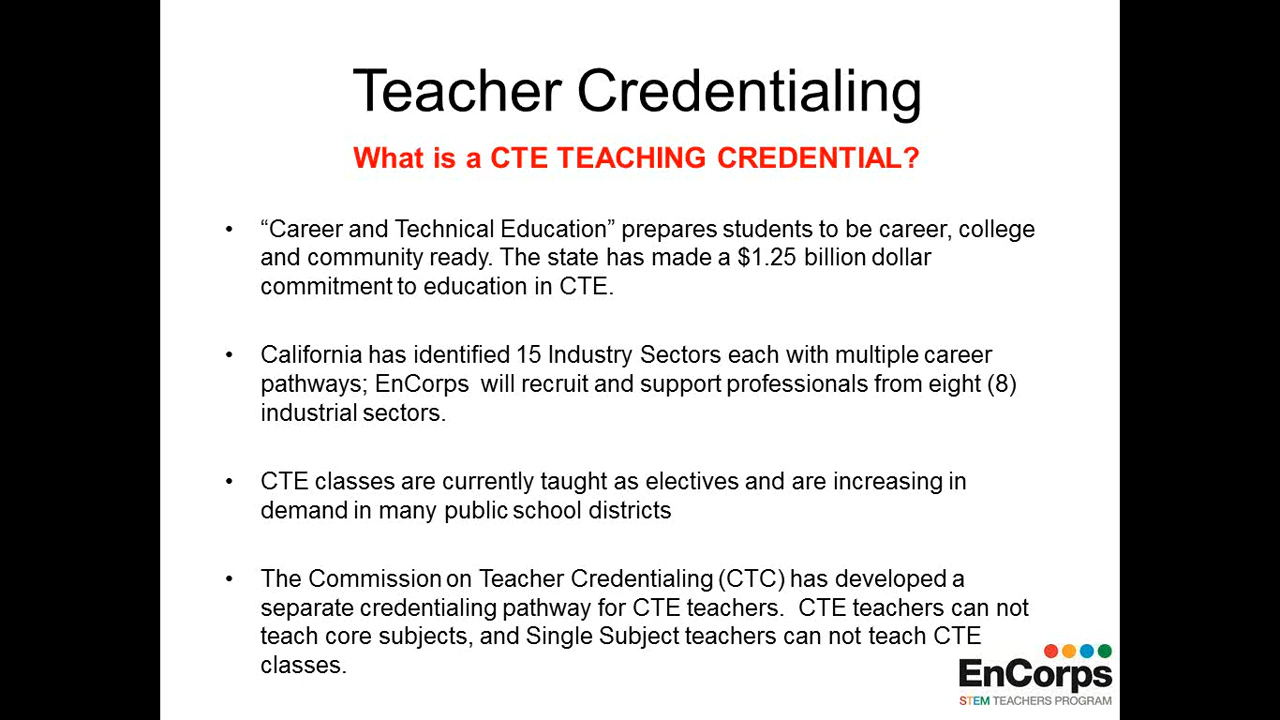 Teacher Credentialing
What is a CTE TEACHING CREDENTIAL?
• “Career and Technical Education” prepares students to be career, college
and community ready. The state has made a $1.25 billion dollar
commitment to education in CTE.
• California has identified 15 Industry Sectors each with multiple career
pathways; EnCorps will recruit and support professionals from eight (8)
industrial sectors.
• CTE classes are currently taught as electives and are increasing in
demand in many public school districts
• The Commission on Teacher Credentialing (CTC) has developed a
separate credentialing pathway for CTE teachers. CTE teachers can not
teach core subjects, and Single Subject teachers can not teach CTE
classes.
EnCorps
STEM TEACHERS PROGRAM